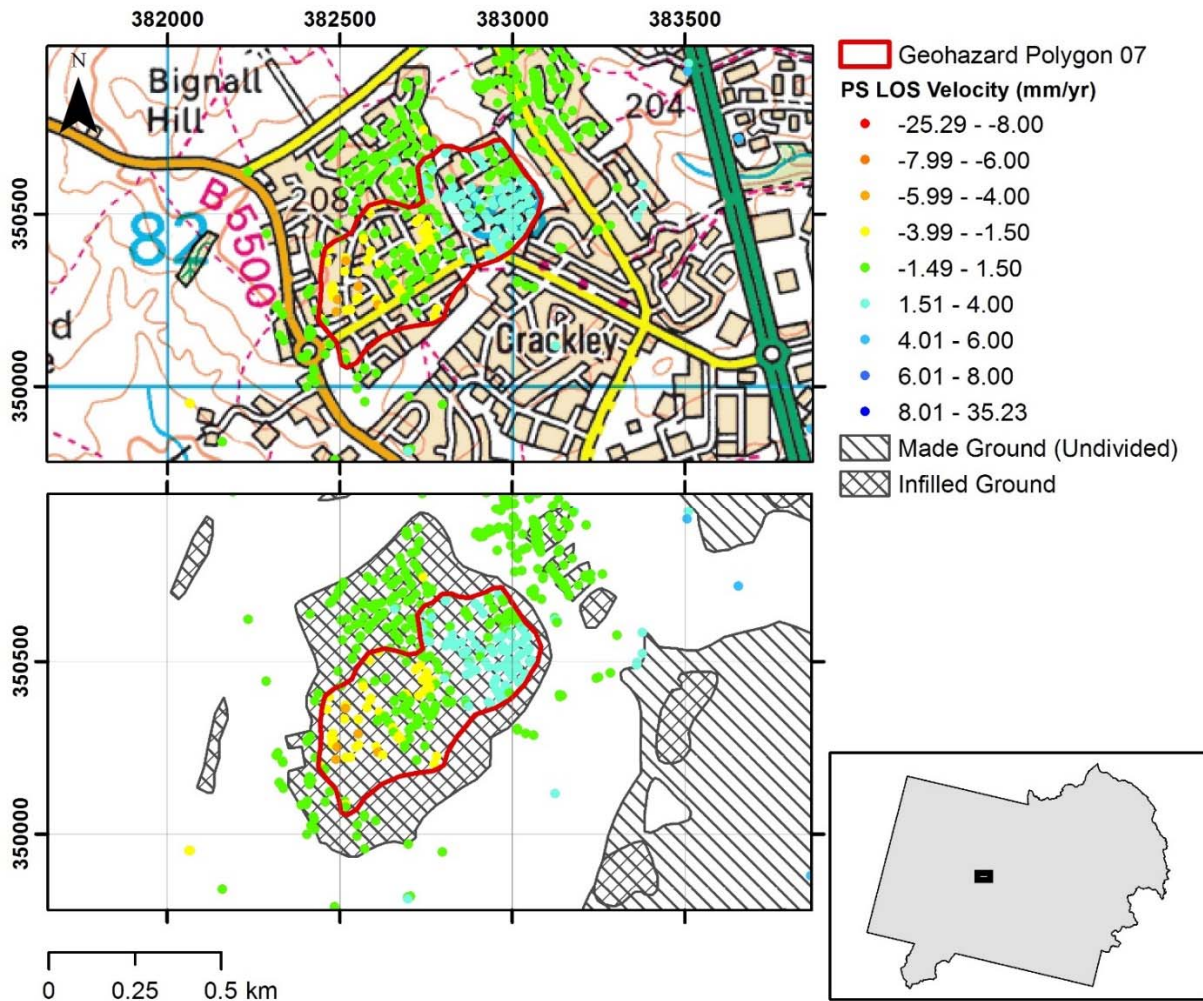 382000 382500 383000 383500
350500
350000
N
Bignall
Hill
204
208
82
B 5500
d
e
Crackley
Geohazard Polygon 07
PS LOS Velocity (mm/yr)
-25.29 - -8.00
-7.99 - -6.00
-5.99 - -4.00
-3.99 - -1.50
-1.49 - 1.50
1.51 - 4.00
4.01 - 6.00
6.01 - 8.00
8.01 - 35.23
Made Ground (Undivided)
Infilled Ground
350500
350000
0 0.25 0.5 km